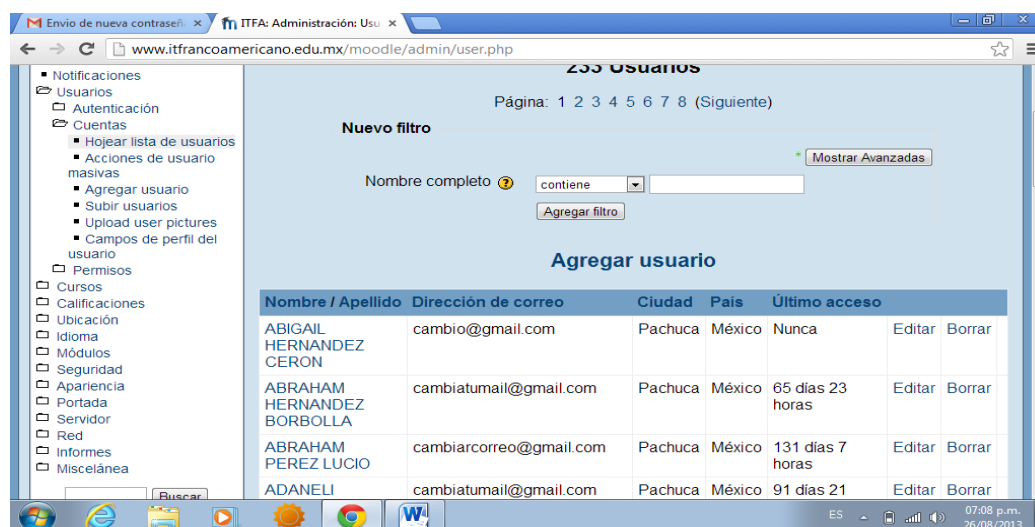 Envio de nueva contraseñ
ITFA: Administración: Usu
www.itfrancoamericano.edu.mx/moodle/admin/user.php
Notificaciones
Usuarios
Autenticación
Cuentas
Hojear lista de usuarios
Acciones de usuario
masivas
Agregar usuario
Subir usuarios
Upload user pictures
Campos de perfil del
usuario
Permisos
Cursos
Calificaciones
Ubicación
Idioma
Módulos
Seguridad
Apariencia
Portada
Servidor
Red
Informes
Miscelánea
Buscar
233 Usuarios
Página: 1 2 3 4 5 6 7 8 (Siguiente)
Nuevo filtro
* Mostrar Avanzadas
Nombre completo ? contiene
Agregar filtro
Agregar usuario
Nombre / Apellido Dirección de correo Ciudad País Último acceso
ABIGAIL HERNANDEZ CERON cambio@gmail.com Pachuca México Nunca Editar Borrar
ABRAHAM HERNANDEZ BORBOLLA cambiatumail@gmail.com Pachuca México 65 días 23 horas Editar Borrar
ABRAHAM PEREZ LUCIO cambiarcorreo@gmail.com Pachuca México 131 días 7 horas Editar Borrar
ADANELI cambiatumail@gmail.com Pachuca México 91 días 21 Editar Borrar
ES
07:08 p.m.
26/08/2013